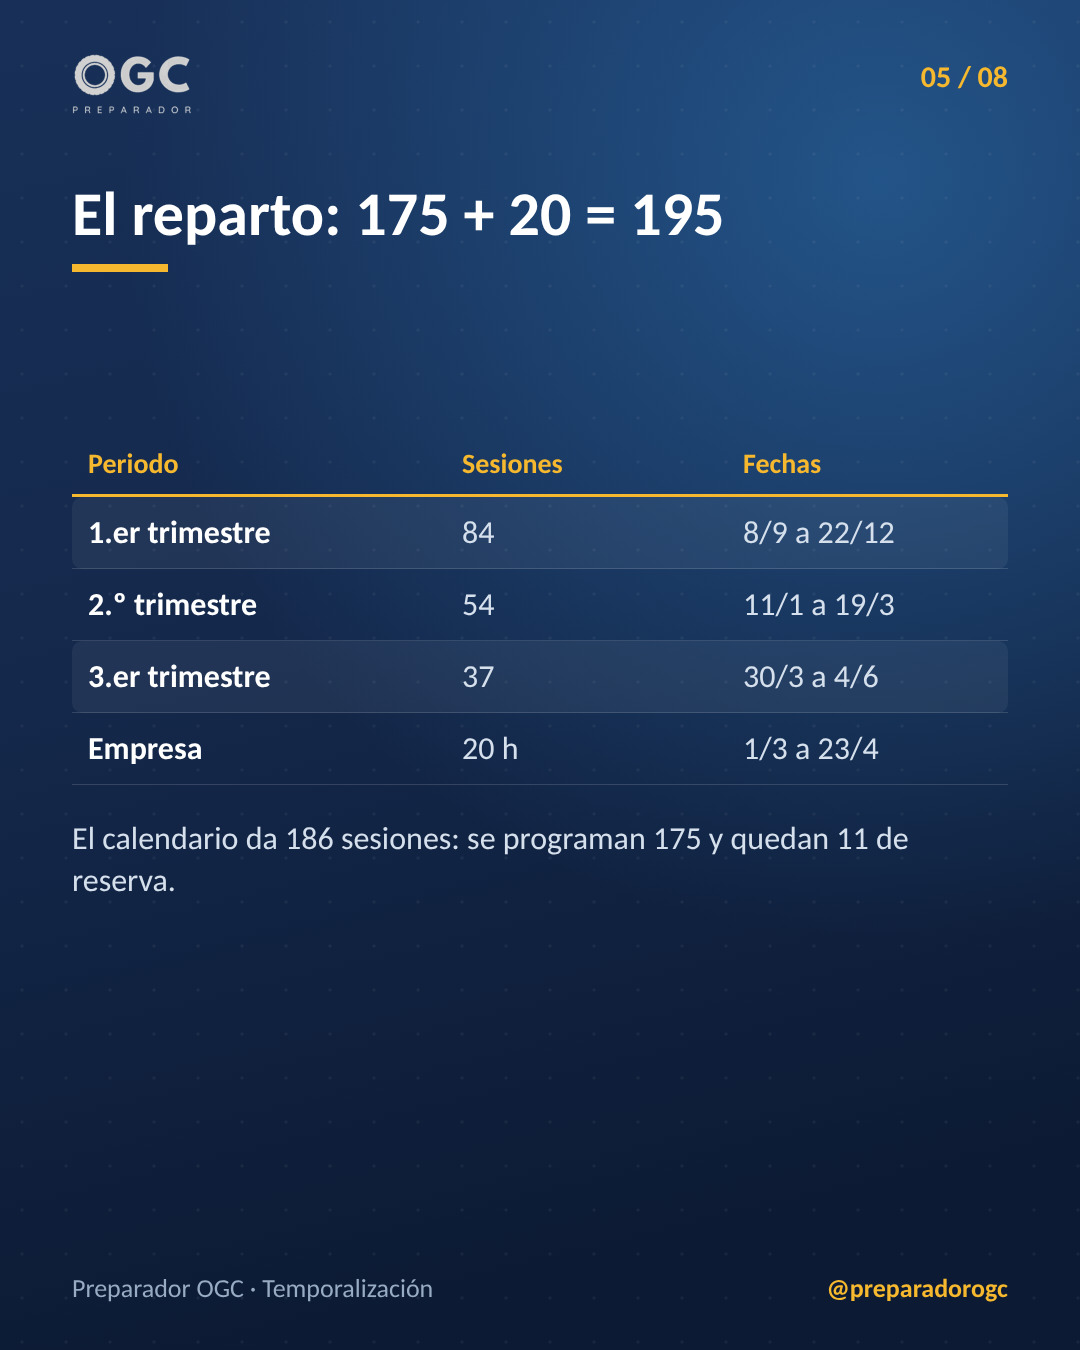 OGC
PREPARADOR
05 / 08
El reparto: 175 + 20 = 195
Periodo Sesiones Fechas
1.er trimestre 84 8/9 a 22/12
2.º trimestre 54 11/1 a 19/3
3.er trimestre 37 30/3 a 4/6
Empresa 20 h 1/3 a 23/4
El calendario da 186 sesiones: se programan 175 y quedan 11 de
reserva.
Preparador OGC · Temporalización
@preparadorogc